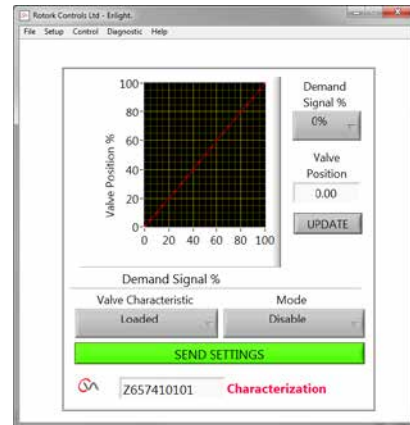 Rotork Controls Ltd - Enlight.
File Setup Control Diagnostic Help
Valve Position %
100
80
60
40
20
0
0 20 40 60 80 100
Demand Signal %
Demand
Signal %
0%
Valve
Position
0.00
UPDATE
Valve Characteristic
Loaded
Mode
Disable
SEND SETTINGS
Z657410101
Characterization